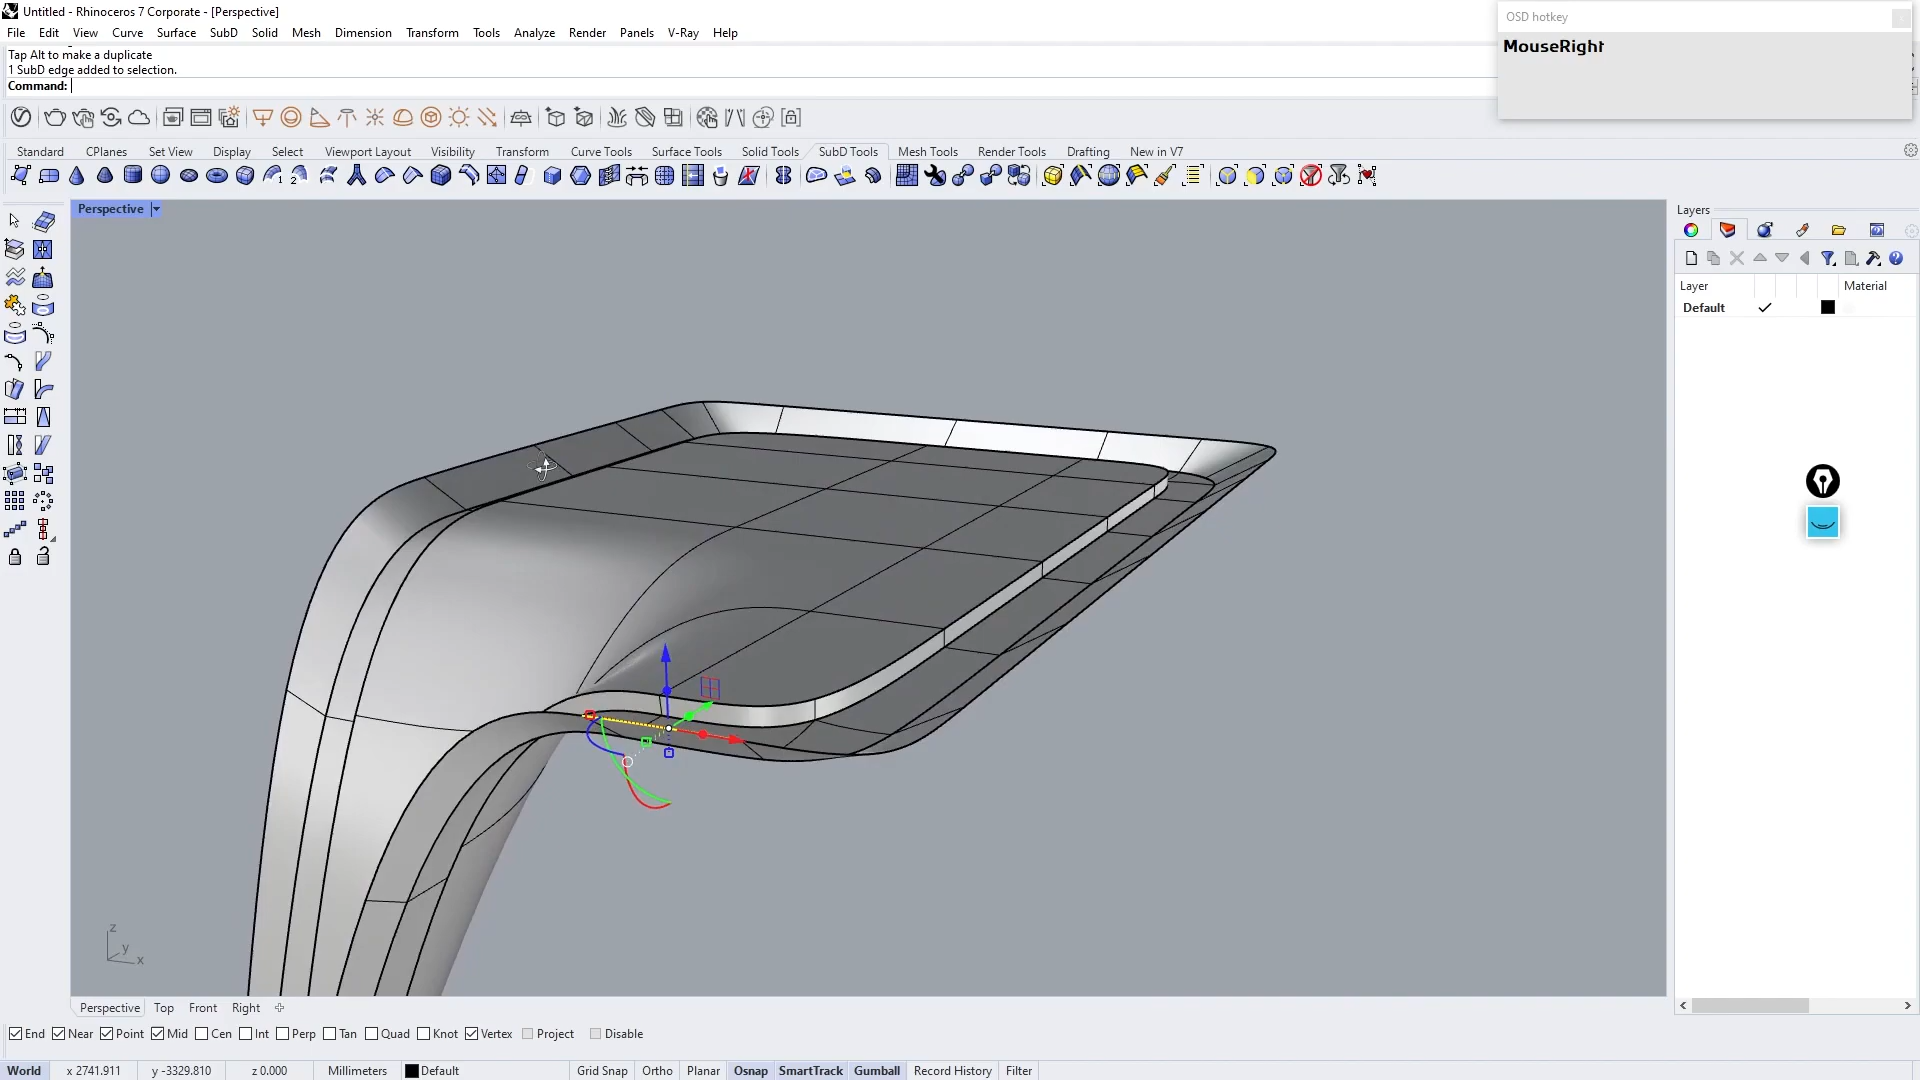 Untitled - Rhinoceros 7 Corporate - [Perspective]
OSD hotkey
File Edit View Curve Surface SubD Solid Mesh Dimension Transform Tools Analyze Render Panels V-Ray Help
MouseRight
Tap Alt to make a duplicate
1 SubD edge added to selection.
Command:
Standard CPlanes Set View Display Select Viewport Layout Visibility Transform Curve Tools Surface Tools Solid Tools SubD Tools Mesh Tools Render Tools Drafting New in V7
Perspective
Layers
Layer Material
Default
z
y
x
Perspective Top Front Right
End Near Point Mid Cen Int Perp Tan Quad Knot Vertex Project Disable
World x 2741.911 y -3329.810 z 0.000 Millimeters Default Grid Snap Ortho Planar Osnap SmartTrack Gumball Record History Filter